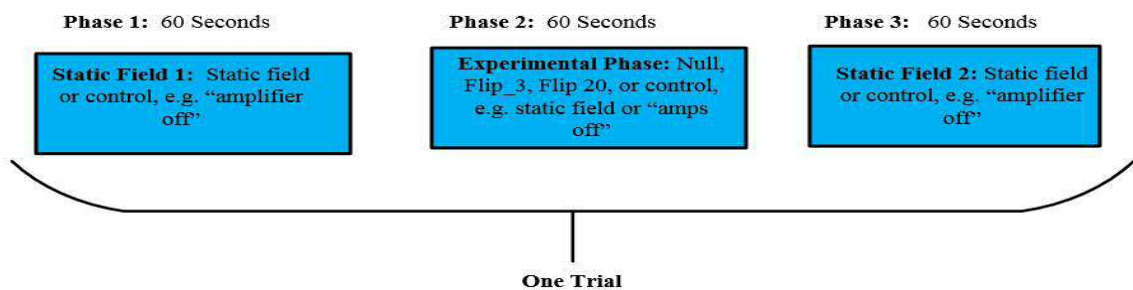 Phase 1: 60 Seconds
Phase 2: 60 Seconds
Phase 3: 60 Seconds
Static Field 1: Static field
or control, e.g. “amplifier
off”
Experimental Phase: Null,
Flip_3, Flip 20, or control,
e.g. static field or “amps
off”
Static Field 2: Static field
or control, e.g. “amplifier
off”
One Trial